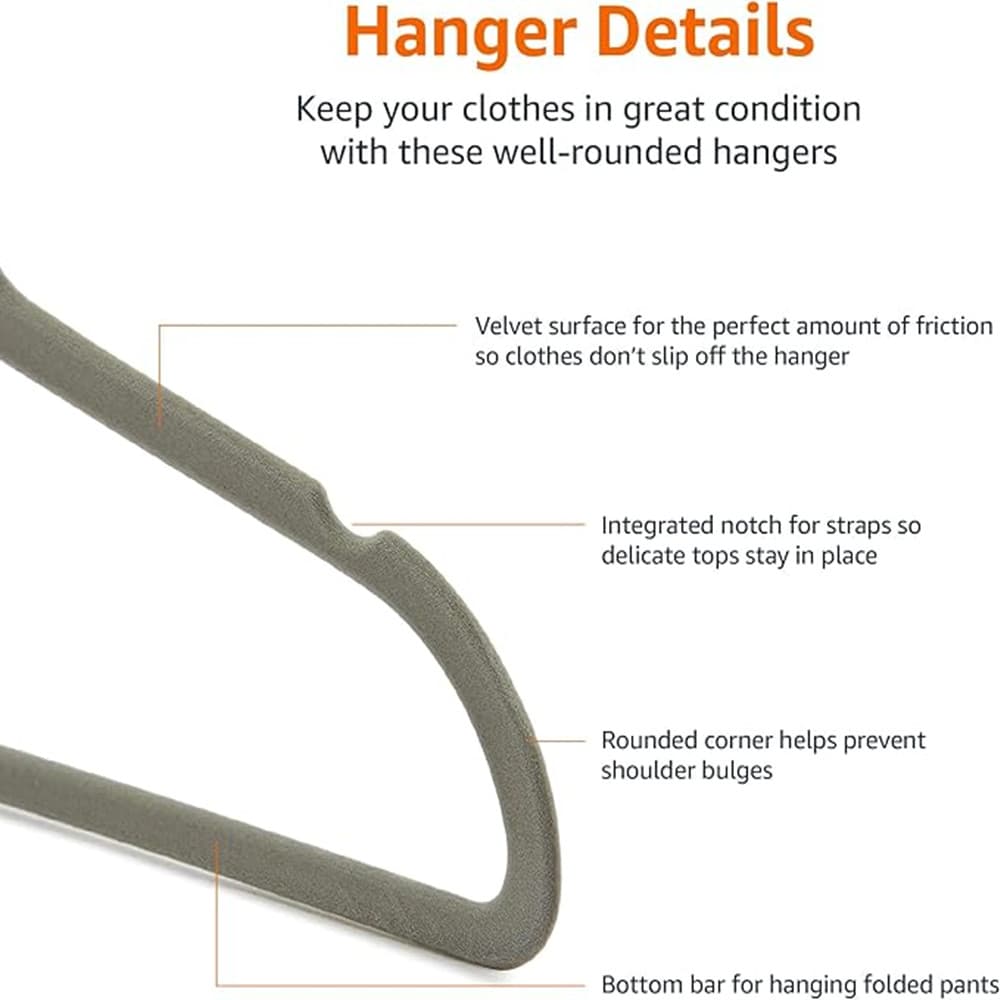 Hanger Details
Keep your clothes in great condition
with these well-rounded hangers
Velvet surface for the perfect amount of friction
so clothes don’t slip off the hanger
Integrated notch for straps so
delicate tops stay in place
Rounded corner helps prevent
shoulder bulges
Bottom bar for hanging folded pants